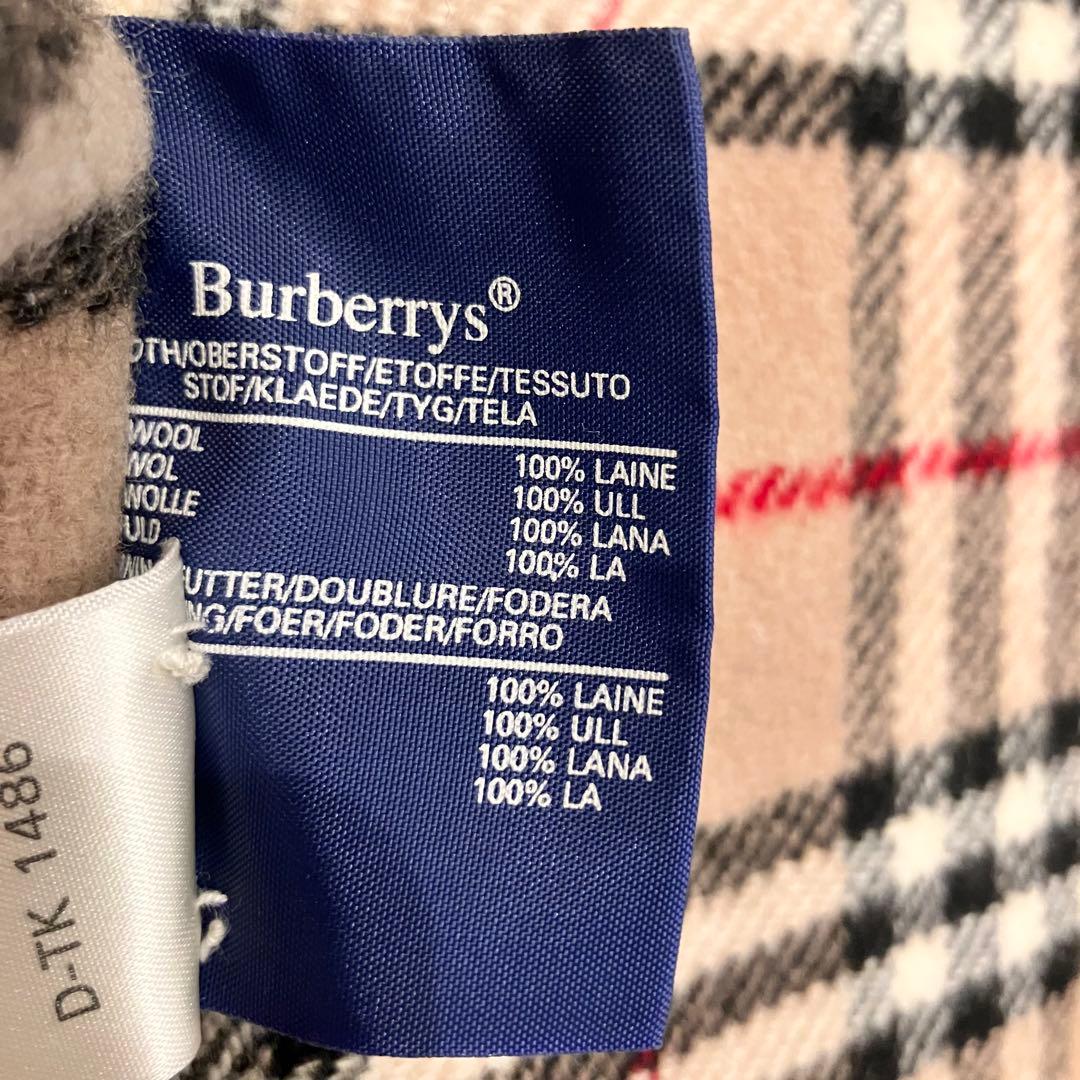 Burberrys®
OTH/OBERSTOFF/ETOFFE/TESSUTO
STOF/KLAEDE/TYG/TELA
WOOL 100% LAINE
WOL 100% ULL
WOLLE 100% LANA
ULD 100% LA
UTTER/DOUBLURE/FODERA
NG/FOER/FODER/FORRO
100% LAINE
100% ULL
100% LANA
100% LA
D-TK 1486